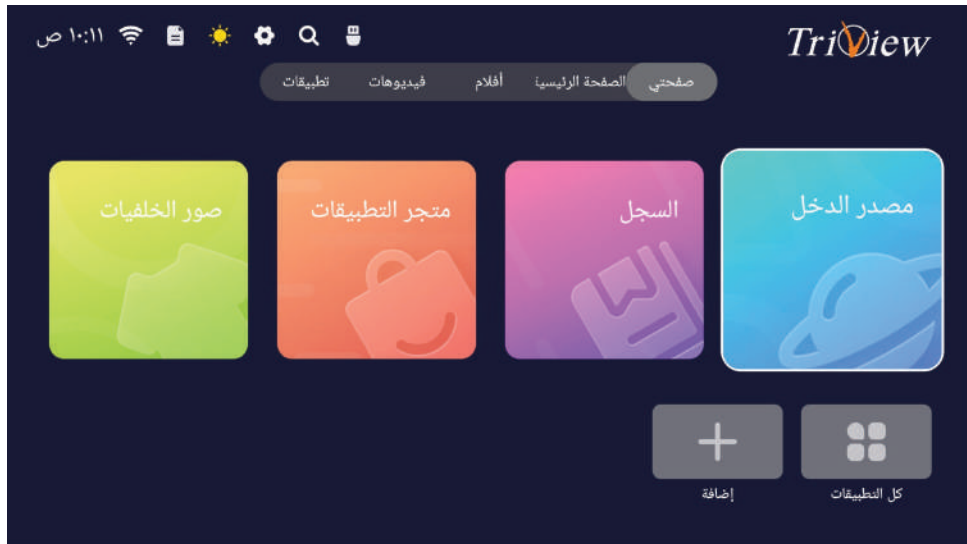 TriView
١٠:١١ ص
صفحتي
الصفحة الرئيسية
أفلام
فيديوهات
تطبيقات
مصدر الدخل
السجل
متجر التطبيقات
صور الخلفيات
كل التطبيقات
إضافة